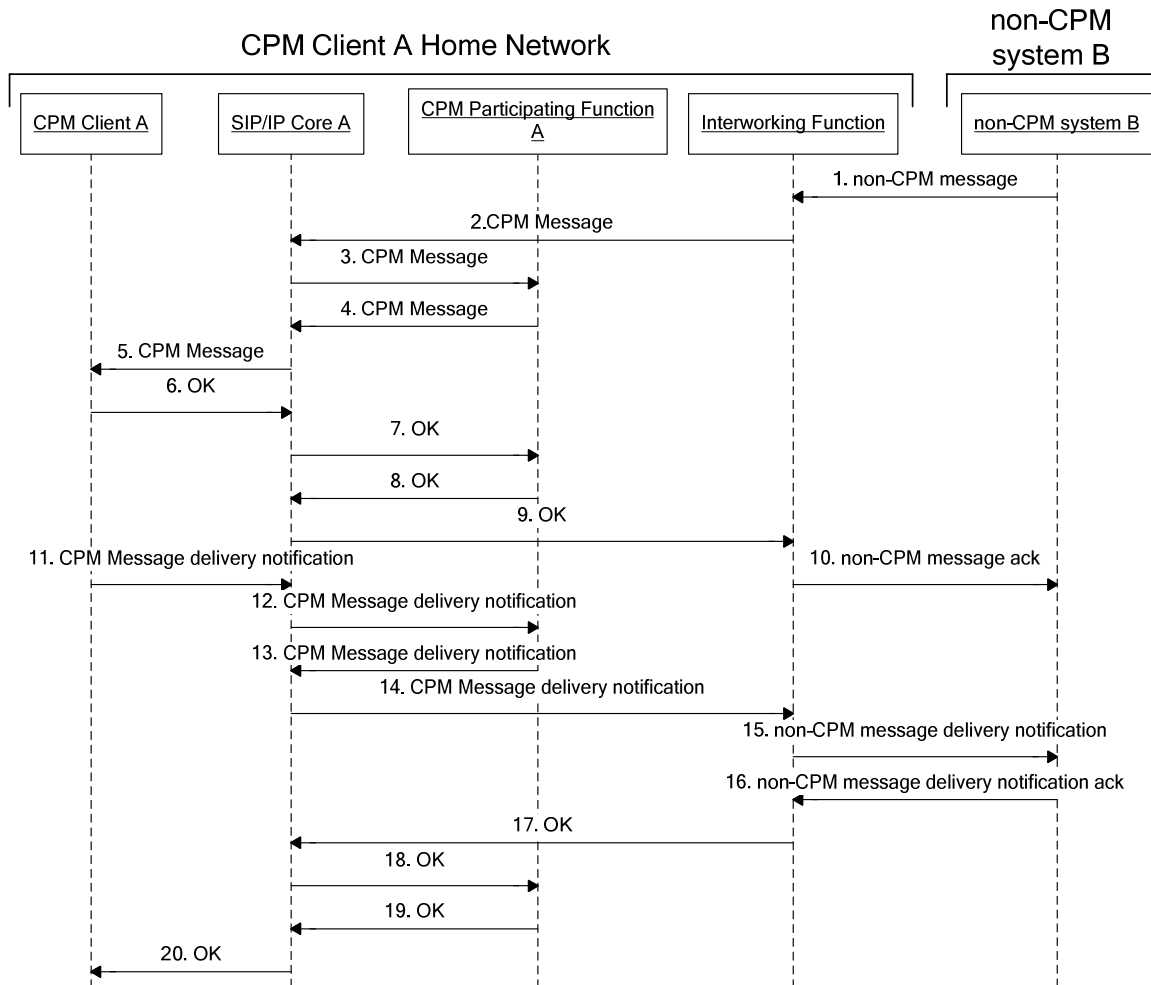 CPM Client A Home Network
non-CPM
system B
CPM Client A
SIP/IP Core A
CPM Participating Function
A
Interworking Function
non-CPM system B
1. non-CPM message
2.CPM Message
3. CPM Message
4. CPM Message
5. CPM Message
6. OK
7. OK
8. OK
9. OK
11. CPM Message delivery notification
10. non-CPM message ack
12. CPM Message delivery notification
13. CPM Message delivery notification
14. CPM Message delivery notification
15. non-CPM message delivery notification
16. non-CPM message delivery notification ack
17. OK
18. OK
19. OK
20. OK